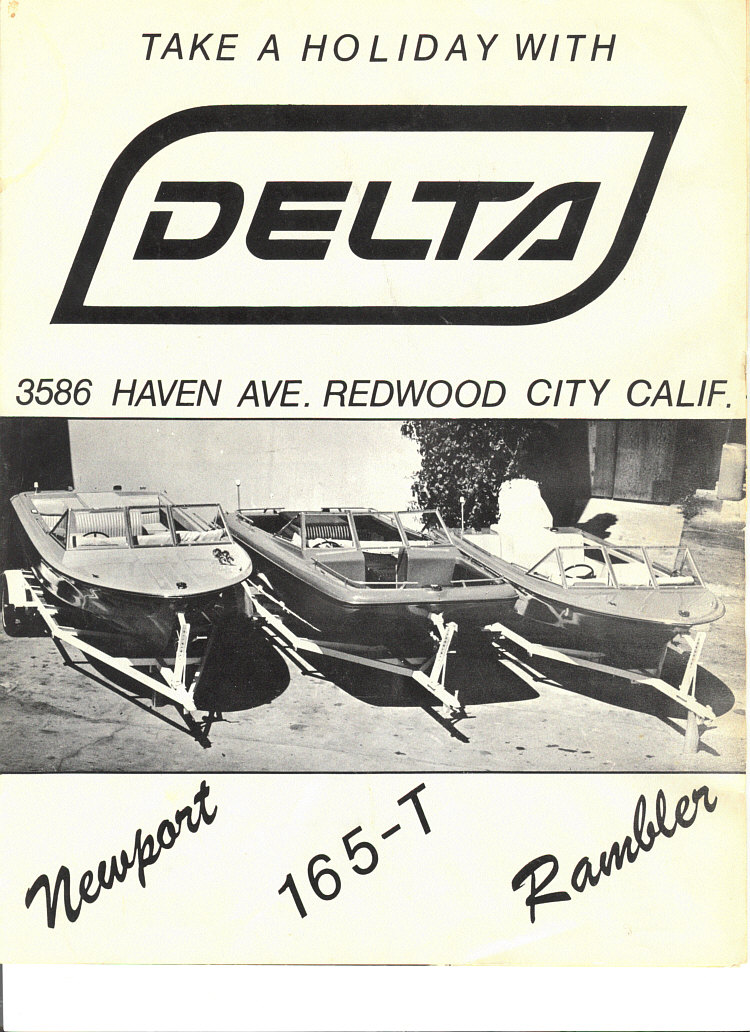 TAKE A HOLIDAY WITH
DELTA
3586 HAVEN AVE. REDWOOD CITY CALIF.
Newport 165-T Rambler